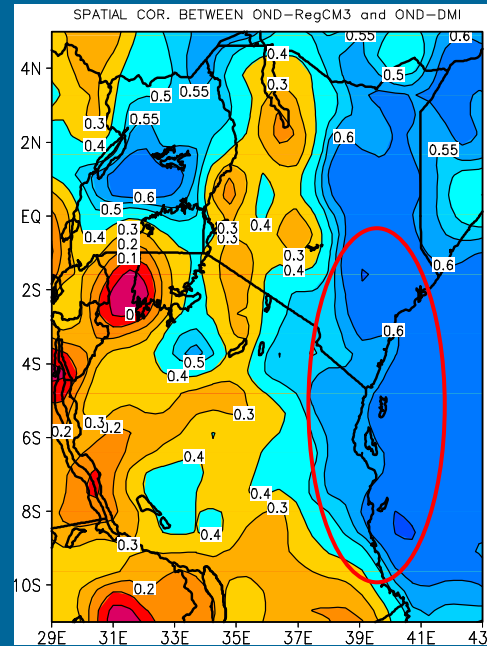 SPATIAL COR. BETWEEN OND-RegCM3 and OND-DMI
0.55 0.6
4N 0.4
0.5 0.55 0.3 0.5
0.3 0.55
2N 0.4 0.6
0.55
0.6
EQ 0.5
0.4 0.3 0.3 0.4
0.2 0.3 0.3
0.1 0.4 0.6
2S
0 0.6
4S 0.5
0.4
0.3 0.2 0.3
6S 0.2
0.4
0.4
8S 0.3
0.3
10S 0.2
29E 31E 33E 35E 37E 39E 41E 43E